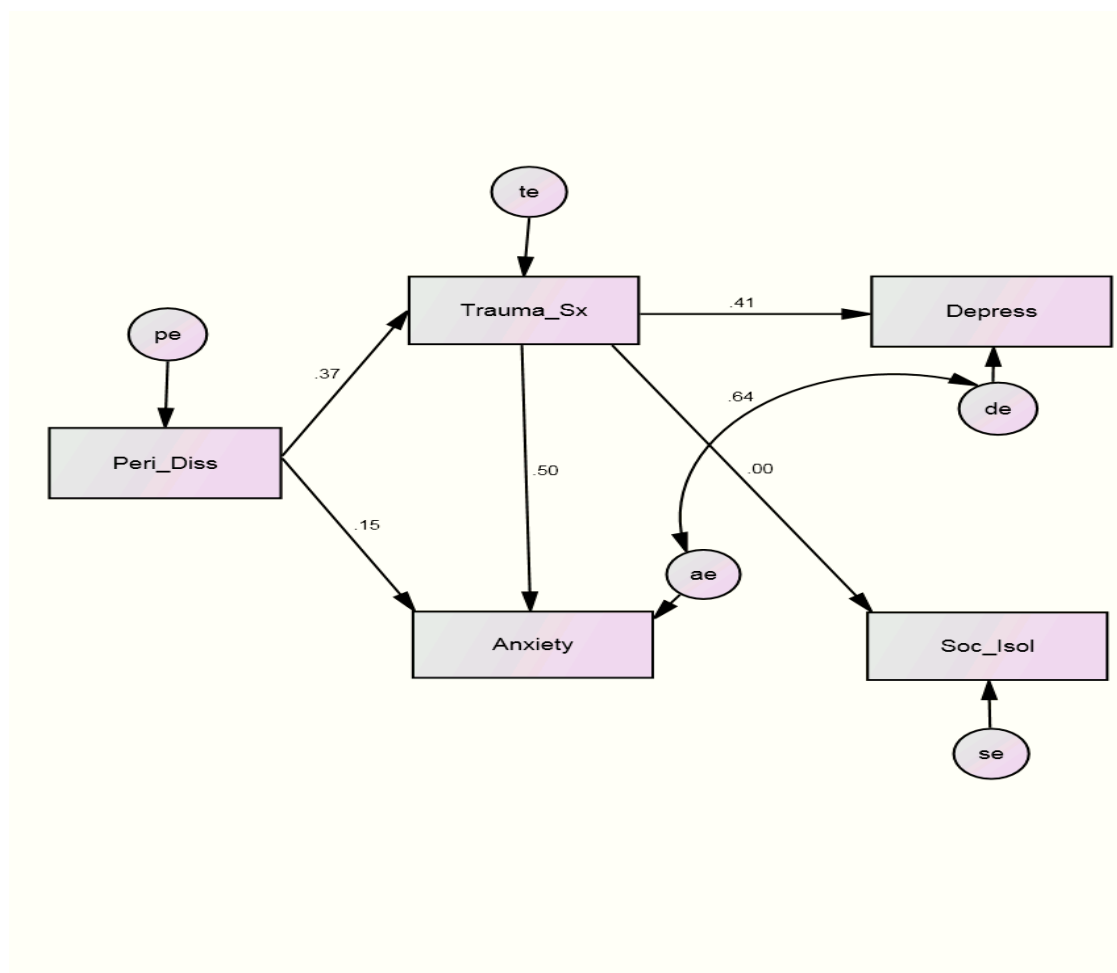 te
Trauma_Sx
.41
Depress
pe
.37
.64
de
Peri_Diss
.50
.00
.15
ae
Anxiety
Soc_Isol
se